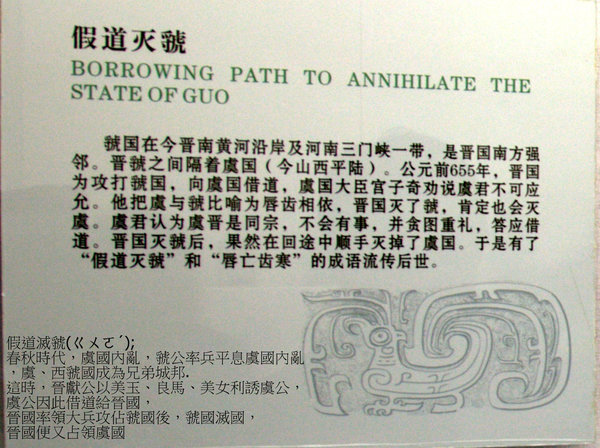 假道灭虢
BORROWING PATH TO ANNIHILATE THE
STATE OF GUO
虢国在今晋南黄河沿岸及河南三门峡一带，是晋国南方强
邻。晋虢之间隔着虞国（今山西平陆）。公元前655年，晋国
为攻打虢国，向虞国借道，虞国大臣宫子奇劝说虞君不可应
允。他把虞与虢比喻为唇齿相依，晋国灭了虢，肯定也会灭
虞。虞君认为虞晋是同宗，不会有事，并贪图重礼，答应借
道。晋国灭虢后，果然在回途中顺手灭掉了虞国。于是有了
“假道灭虢”和“唇亡齿寒”的成语流传后世。
假道滅虢(ㄍㄨㄛˊ);
春秋時代，虞國內亂，虢公率兵平息虞國內亂
，虞、西虢國成為兄弟城邦.
這時，晉獻公以美玉、良馬、美女利誘虞公，
虞公因此借道給晉國，
晉國率領大兵攻佔虢國後，虢國滅國，
晉國便又占領虞國